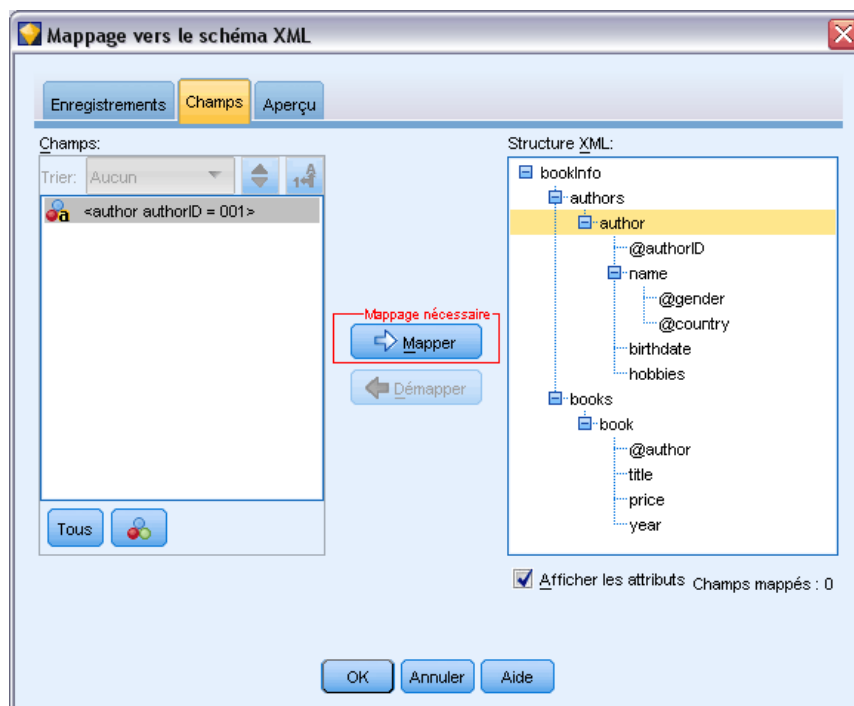 Mappage vers le schéma XML
Enregistrements Champs Aperçu
Champs:
Trier: Aucun
<author authorID = 001>
Tous
Mappage nécessaire
Mapper
Démapper
Structure XML:
bookInfo
authors
author
@authorID
name
@gender
@country
birthdate
hobbies
books
book
@author
title
price
year
Afficher les attributs Champs mappés : 0
OK Annuler Aide